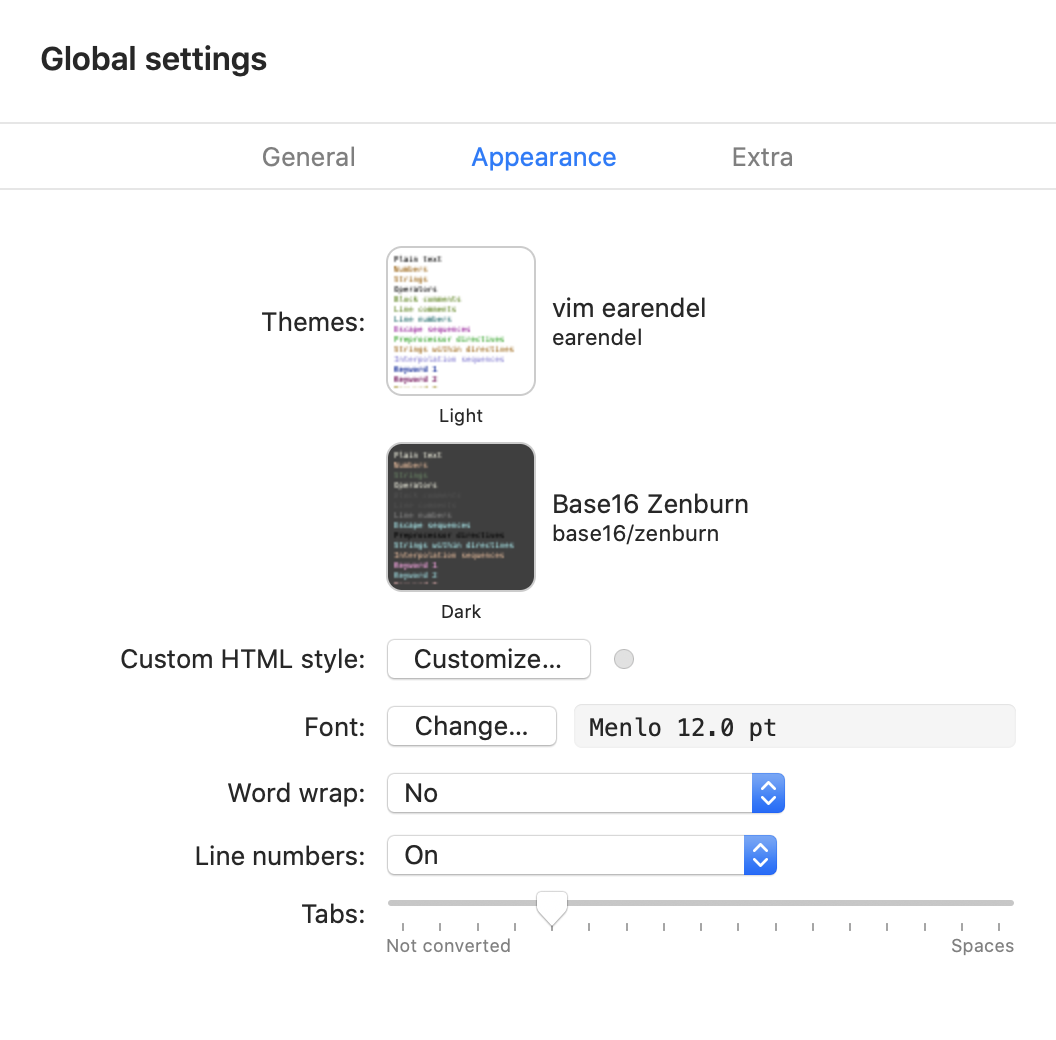 Global settings
General Appearance Extra
Themes:
Plain text
Numbers
Strings
Operators
Block comments
Line comments
Line numbers
Escape sequences
Preprocessor directives
Strings within directives
Interpolation sequences
Keyword 1
Keyword 2
vim earendel
earendel
Light
Plain text
Numbers
Strings
Operators
Block comments
Line comments
Line numbers
Escape sequences
Preprocessor directives
Strings within directives
Interpolation sequences
Keyword 1
Keyword 2
Base16 Zenburn
base16/zenburn
Dark
Custom HTML style: Customize...
Font: Change... Menlo 12.0 pt
Word wrap: No
Line numbers: On
Tabs:
Not converted Spaces